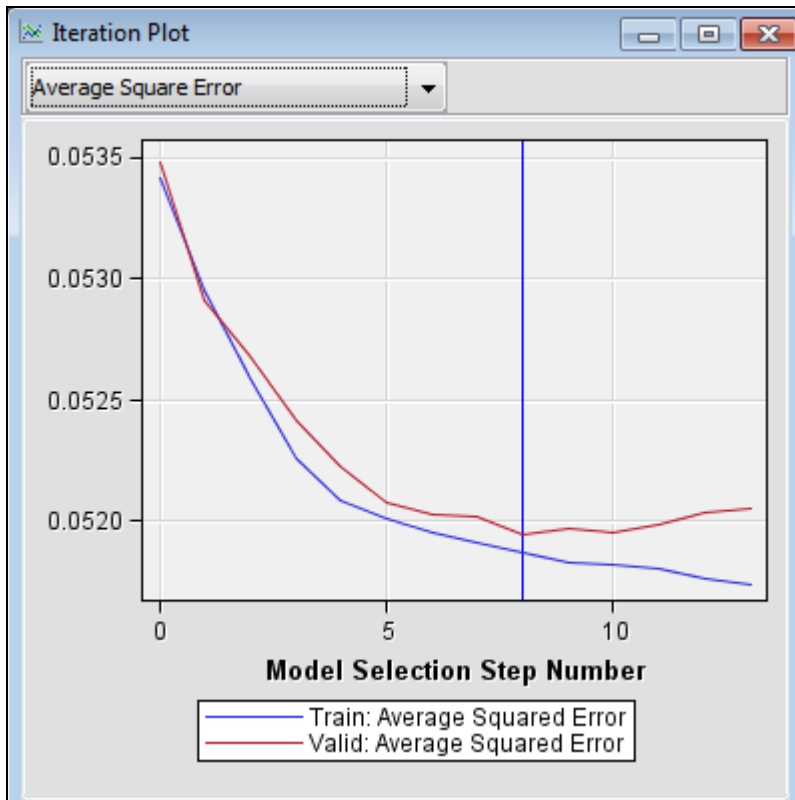 Iteration Plot
Average Square Error
0.0535
0.0530
0.0525
0.0520
0 5 10
Model Selection Step Number
Train: Average Squared Error
Valid: Average Squared Error